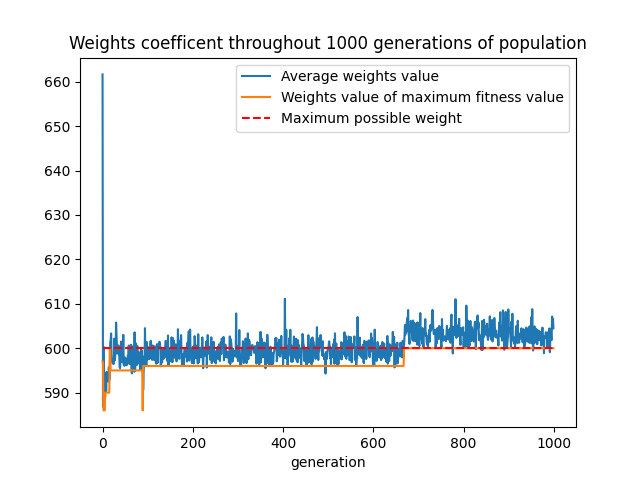 Weights coefficent throughout 1000 generations of population
Average weights value
Weights value of maximum fitness value
Maximum possible weight
660
650
640
630
620
610
600
590
0 200 400 600 800 1000
generation